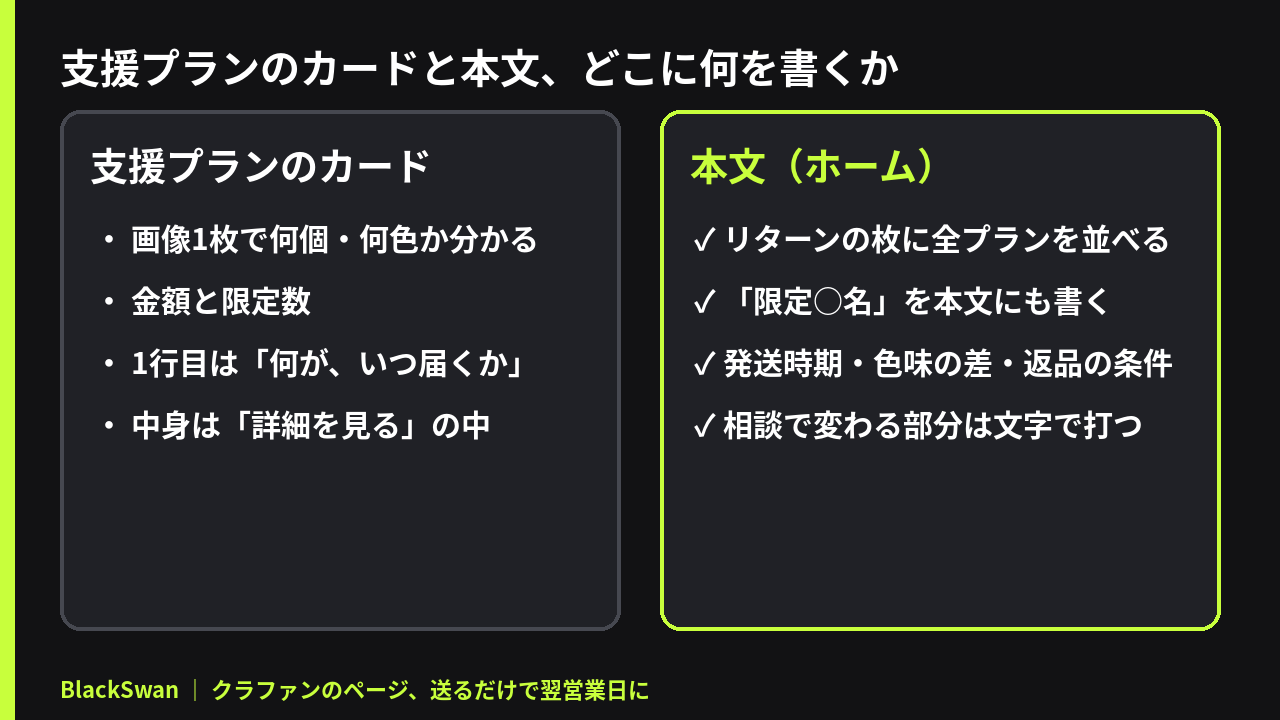 支援プランのカードと本文、どこに何を書くか
支援プランのカード
・ 画像1枚で何個・何色か分かる
・ 金額と限定数
・ 1行目は「何が、いつ届くか」
・ 中身は「詳細を見る」の中
本文（ホーム）
✓ リターンの枚に全プランを並べる
✓ 「限定◯名」を本文にも書く
✓ 発送時期・色味の差・返品の条件
✓ 相談で変わる部分は文字で打つ
BlackSwan｜クラファンのページ、送るだけで翌営業日に